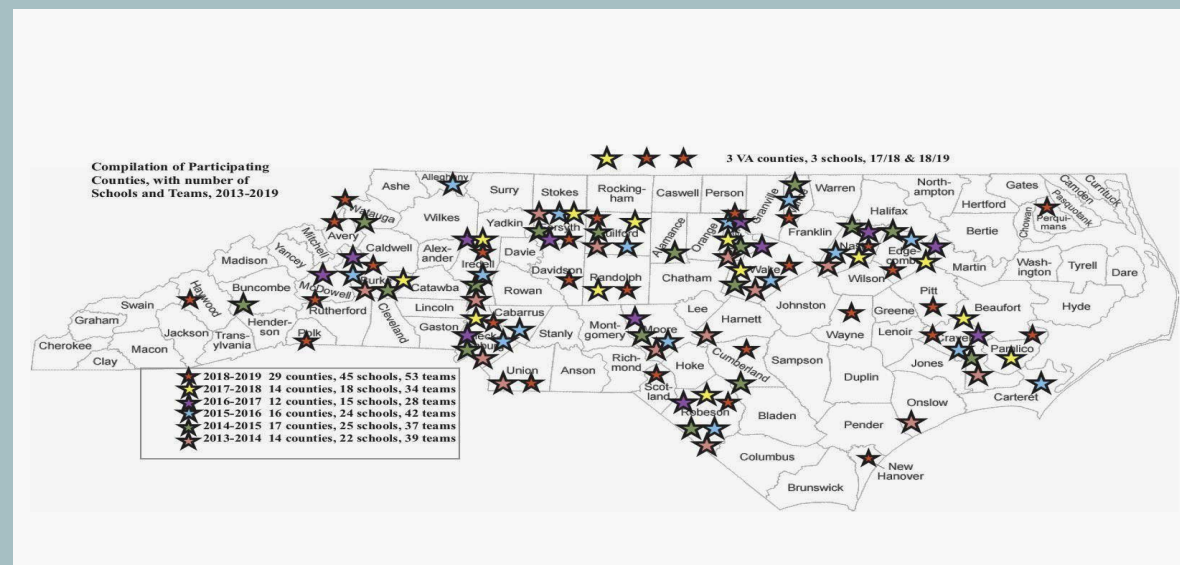 3 VA counties, 3 schools, 17/18 & 18/19
Compilation of Participating
Counties, with number of
Schools and Teams, 2013-2019
Alleghany
Ashe
Surry
Stokes
Rocking-
ham
Caswell
Person
Granville
Warren
North-
ampton
Gates
Camden
Currituck
Pasquotank
Hertford
Chowan
Perqui-
mans
Watauga
Wilkes
Yadkin
Forsyth
Guilford
Alamance
Orange
Franklin
Halifax
Bertie
Avery
Mitchell
Yancey
Caldwell
Alex-
ander
Iredell
Davie
Davidson
Randolph
Chatham
Wake
Nash
Edge-
combe
Martin
Wash-
ington
Tyrrell
Dare
Madison
Buncombe
McDowell
Burke
Catawba
Rowan
Wilson
Pitt
Beaufort
Hyde
Swain
Haywood
Rutherford
Lincoln
Cabarrus
Lee
Johnston
Greene
Graham
Jackson
Hender-
son
Trans-
ylvania
Polk
Cleveland
Gaston
Meck
burg
Stanly
Mont-
gomery
Moore
Harnett
Wayne
Lenoir
Craven
Pamlico
Cherokee
Macon
Clay
Union
Anson
Rich-
mond
Hoke
Scot-
land
Cumberland
Sampson
Duplin
Jones
Carteret
Onslow
Robeson
Bladen
Pender
Columbus
New
Hanover
Brunswick
2018-2019 29 counties, 45 schools, 53 teams
2017-2018 14 counties, 18 schools, 34 teams
2016-2017 12 counties, 15 schools, 28 teams
2015-2016 16 counties, 24 schools, 42 teams
2014-2015 17 counties, 25 schools, 37 teams
2013-2014 14 counties, 22 schools, 39 teams